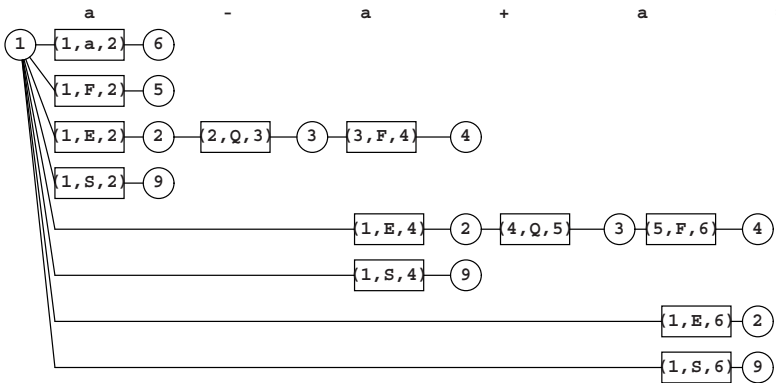 a - a + a
1 (1,a,2) 6
(1,F,2) 5
(1,E,2) 2 (2,Q,3) 3 (3,F,4) 4
(1,S,2) 9
(1,E,4) 2 (4,Q,5) 3 (5,F,6) 4
(1,S,4) 9
(1,E,6) 2
(1,S,6) 9